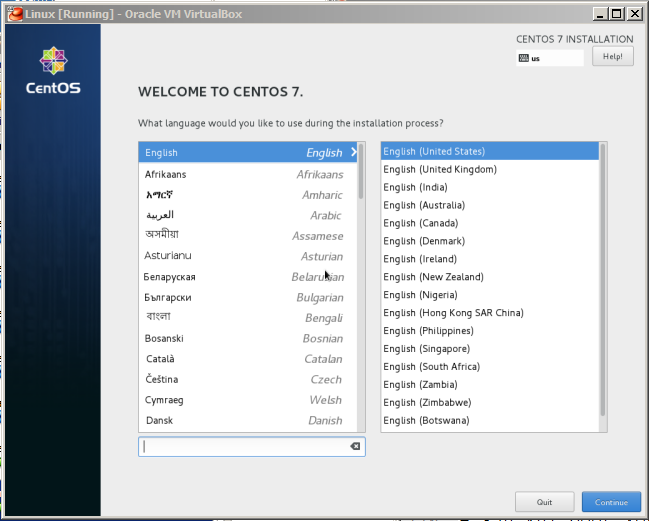 Linux [Running] - Oracle VM VirtualBox
CentOS
CENTOS 7 INSTALLATION
us
Help!
WELCOME TO CENTOS 7.
What language would you like to use during the installation process?
English English
Afrikaans Afrikaans
አማርኛ Amharic
العربية Arabic
অসমীয়া Assamese
Asturianu Asturian
Беларуская Belarusian
Български Bulgarian
বাংলা Bengali
Bosanski Bosnian
Català Catalan
Čeština Czech
Cymraeg Welsh
Dansk Danish
English (United States)
English (United Kingdom)
English (India)
English (Australia)
English (Canada)
English (Denmark)
English (Ireland)
English (New Zealand)
English (Nigeria)
English (Hong Kong SAR China)
English (Philippines)
English (Singapore)
English (South Africa)
English (Zambia)
English (Zimbabwe)
English (Botswana)
Quit
Continue